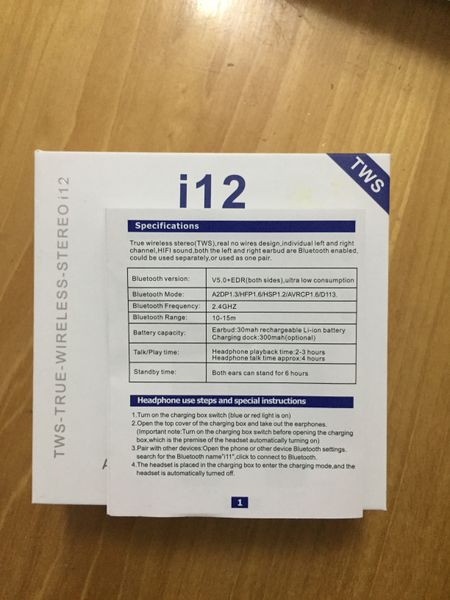 TWS
i12
TWS-TRUE-WIRELESS-STEREO i12
A
Specifications
True wireless stereo(TWS),real no wires design,individual left and right
channel,HIFI sound,both the left and right earbud are Bluetooth enabled,
could be used separately,or used as one pair.
Bluetooth version: V5.0+EDR(both sides),ultra low consumption
Bluetooth Mode: A2DP1.3/HFP1.6/HSP1.2/AVRCP1.6/D113.
Bluetooth Frequency: 2.4GHZ
Bluetooth Range: 10-15m
Battery capacity: Earbud:30mah rechargeable Li-ion battery
Charging dock:300mah(optional)
Talk/Play time: Headphone playback time:2-3 hours
Headphone talk time approx:4 hours
Standby time: Both ears can stand for 6 hours
Headphone use steps and special instructions
1.Turn on the charging box switch (blue or red light is on)
2.Open the top cover of the charging box and take out the earphones.
(Important note:Turn on the charging box switch before opening the charging
box,which is the premise of the headset automatically turning on)
3.Pair with other devices:Open the phone or other device Bluetooth settings,
search for the Bluetooth name"i11",click to connect to Bluetooth.
4.The headset is placed in the charging box to enter the charging mode,and the
headset is automatically turned off.
1